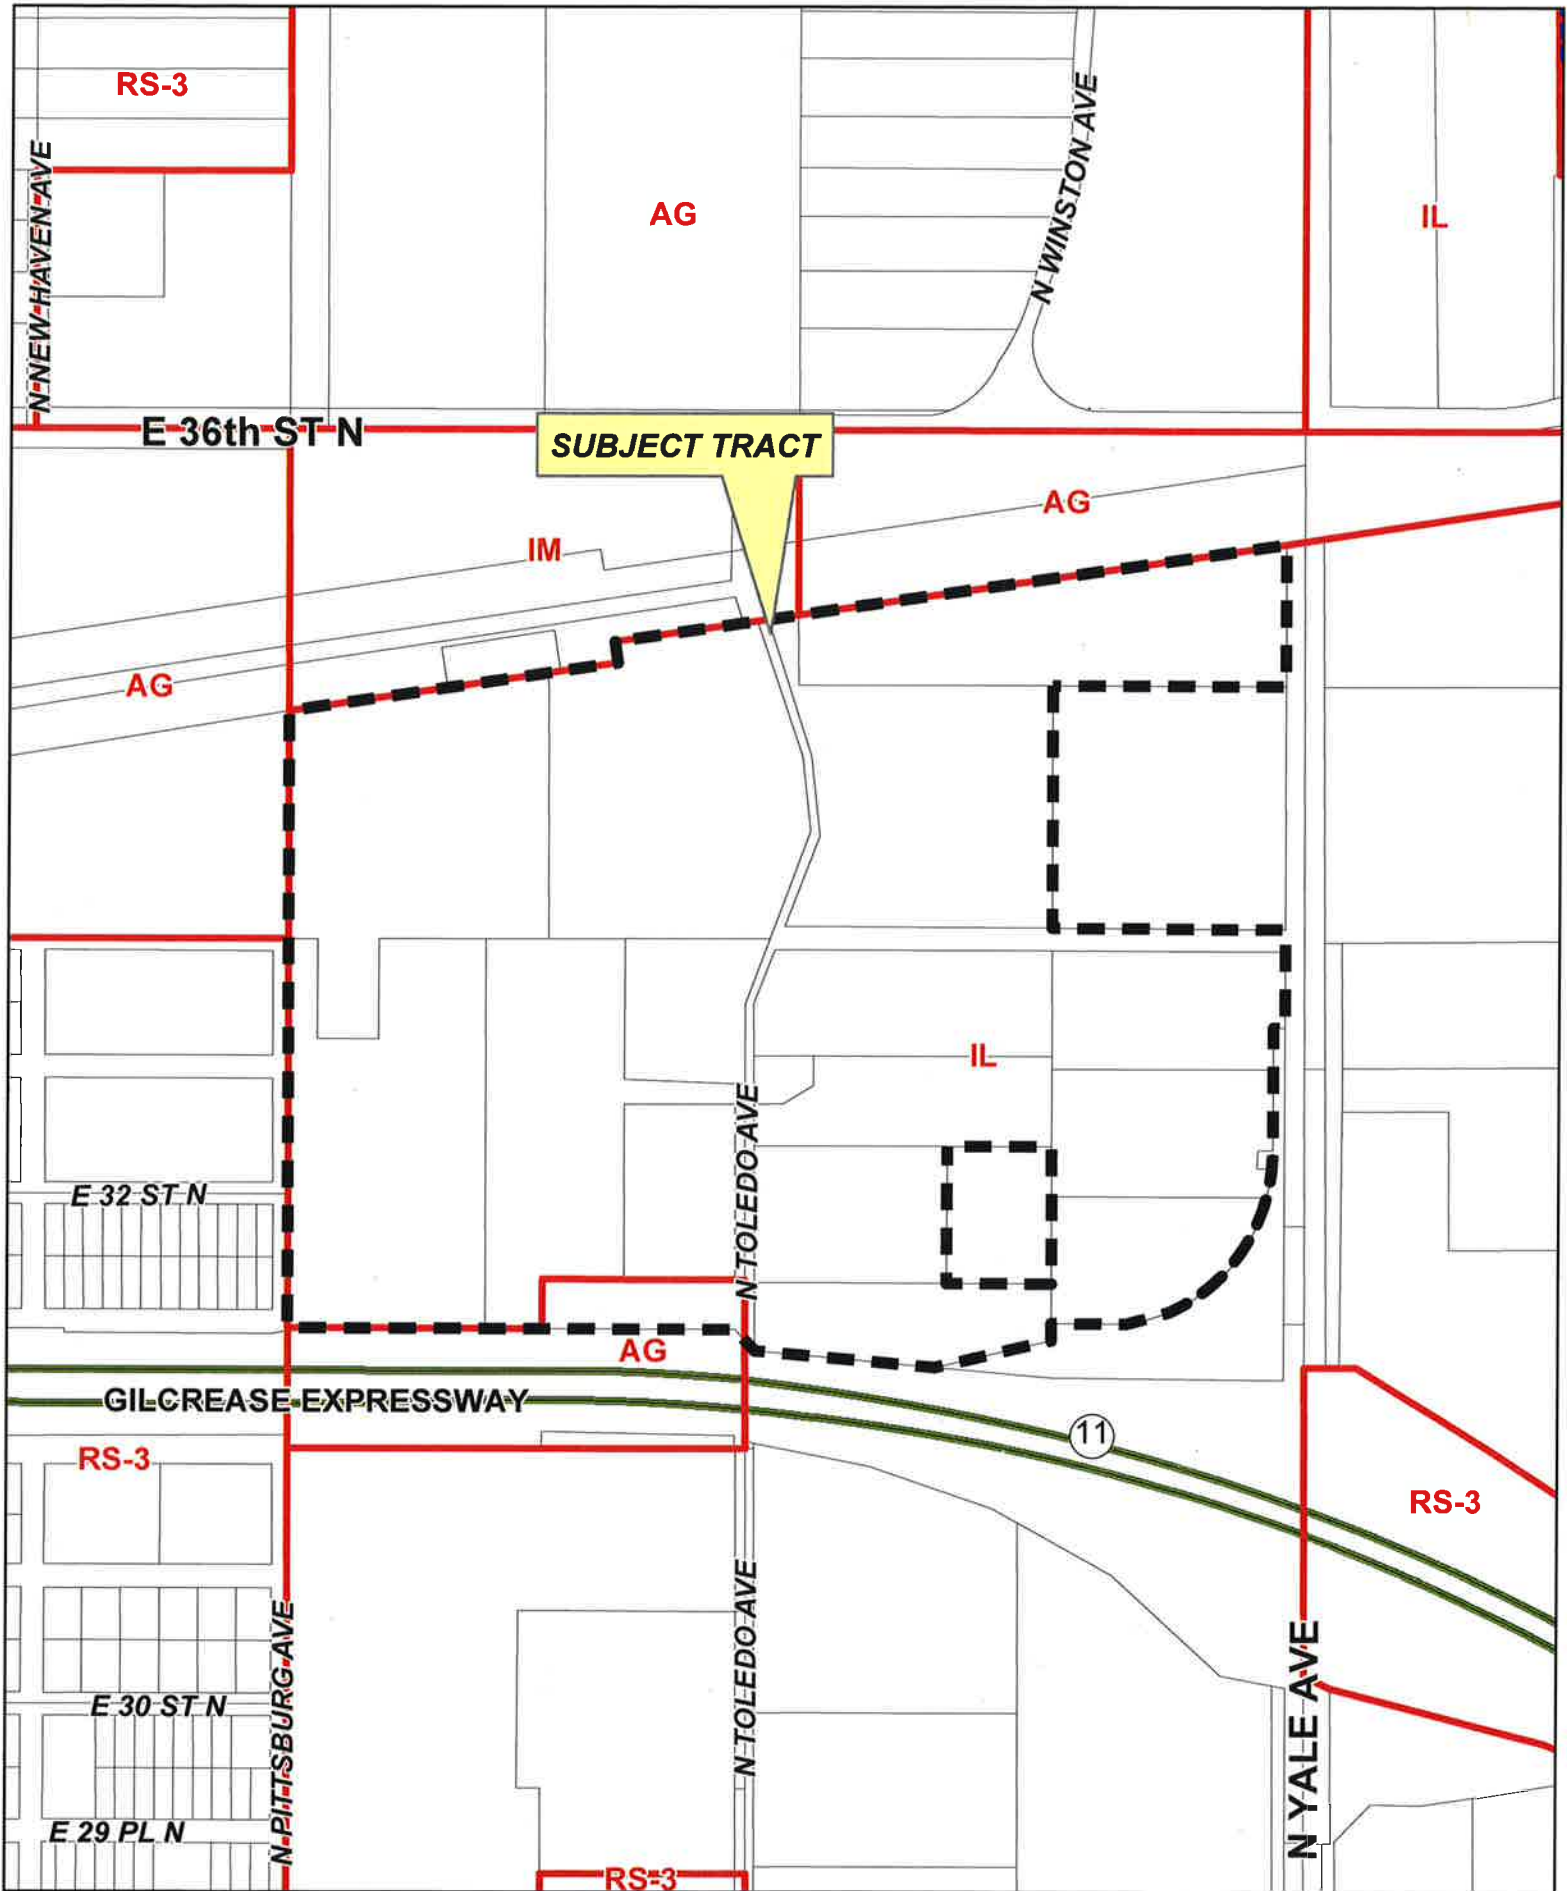 RS-3
N NEW HAVEN AVE
AG
N WINSTON AVE
IL
E 36th ST N
SUBJECT TRACT
AG
IM
AG
IL
N TOLEDO AVE
E 32 ST N
AG
GILCREASE EXPRESSWAY
11
RS-3
RS-3
N PITTSBURG AVE
N TOLEDO AVE
N YALE AVE
E 30 ST N
E 29 PL N
RS-3